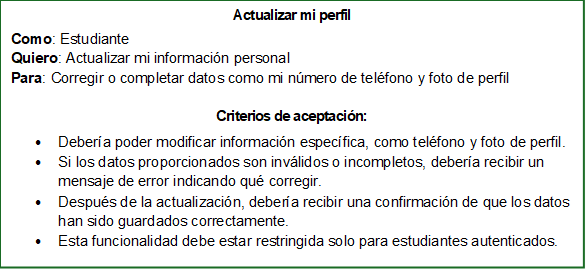 Actualizar mi perfil
Como: Estudiante
Quiero: Actualizar mi información personal
Para: Corregir o completar datos como mi número de teléfono y foto de perfil
Criterios de aceptación:
• Debería poder modificar información específica, como teléfono y foto de perfil.
• Si los datos proporcionados son inválidos o incompletos, debería recibir un
mensaje de error indicando qué corregir.
• Después de la actualización, debería recibir una confirmación de que los datos
han sido guardados correctamente.
• Esta funcionalidad debe estar restringida solo para estudiantes autenticados.